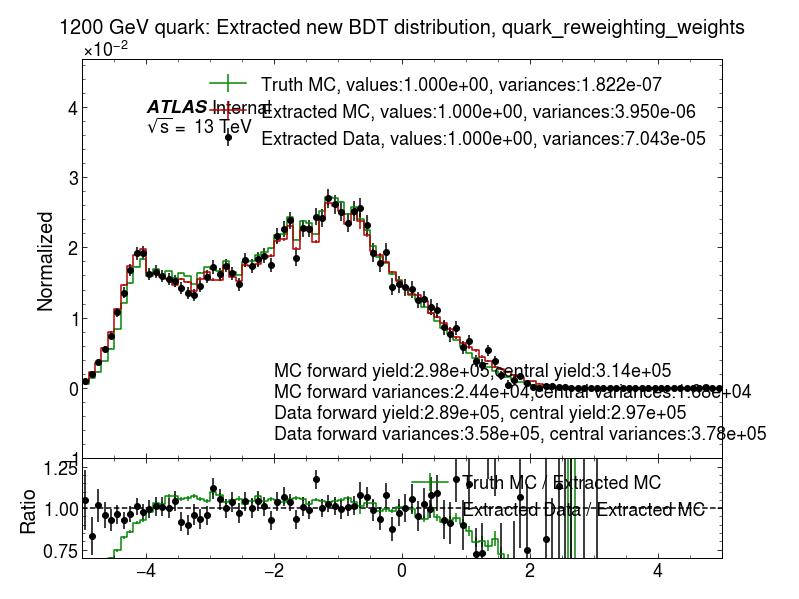 1200 GeV quark: Extracted new BDT distribution, quark_reweighting_weights
×10⁻²
Truth MC, values:1.000e+00, variances:1.822e-07
ATLAS Internal
Extracted MC, values:1.000e+00, variances:3.950e-06
√s = 13 TeV
Extracted Data, values:1.000e+00, variances:7.043e-05
4
3
2
1
0
Normalized
MC forward yield:2.98e+05, central yield:3.14e+05
MC forward variances:2.44e+04,central variances:1.68e+04
Data forward yield:2.89e+05, central yield:2.97e+05
Data forward variances:3.58e+05, central variances:3.78e+05
1
1.25
1.00
0.75
Ratio
Truth MC / Extracted MC
Extracted Data / Extracted MC
−4 −2 0 2 4